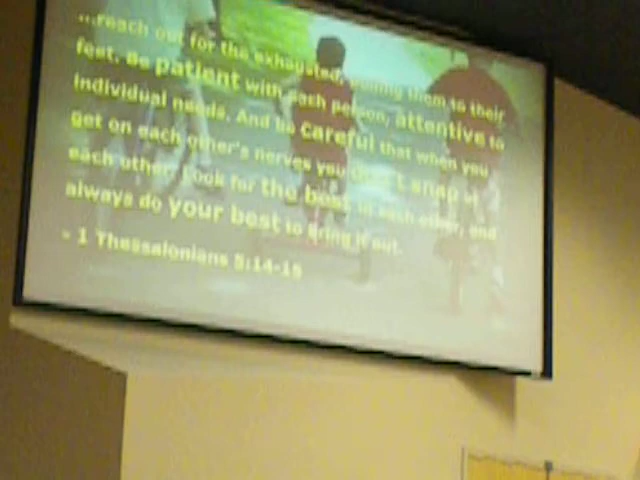 ...reach out for the exhausted, pulling them to their
feet. Be patient with each person, attentive to
individual needs. And be careful that when you
get on each other's nerves you don't snap at
each other. Look for the best in each other, and
always do your best to bring it out.
- 1 Thessalonians 5:14-15